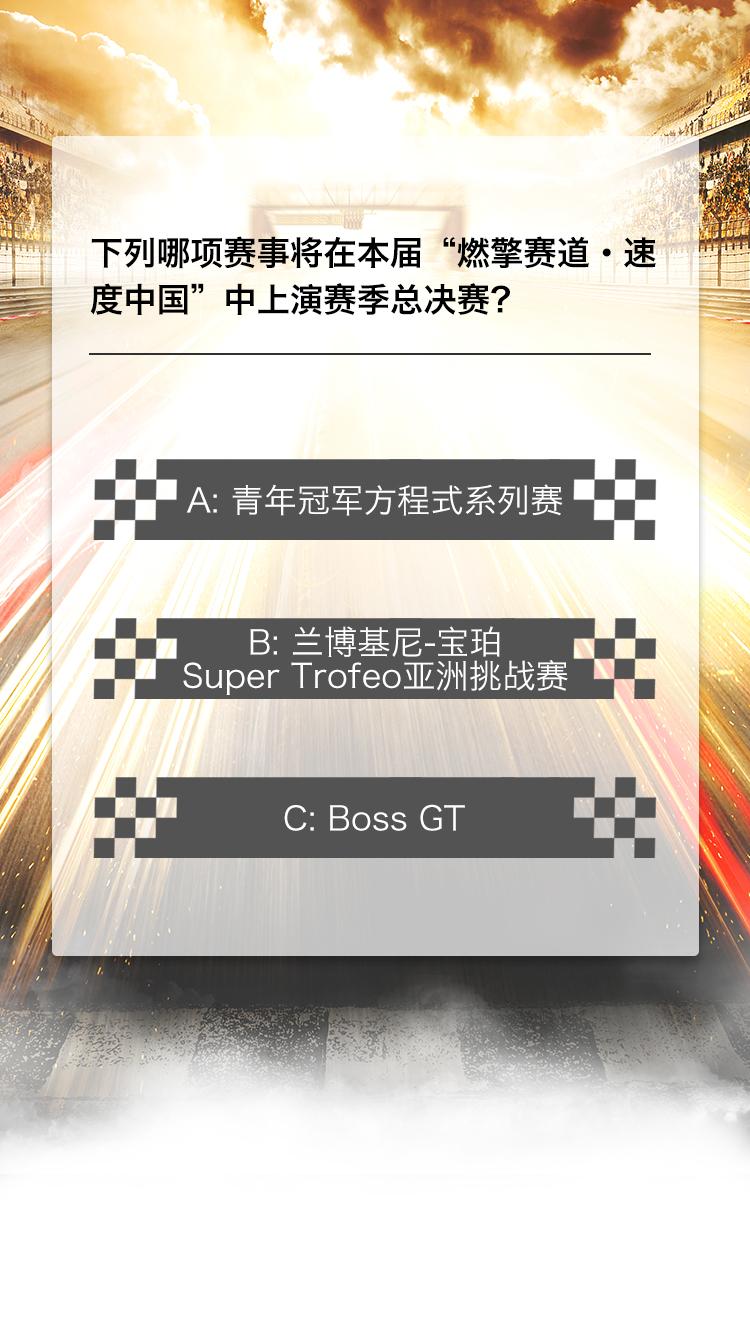 下列哪项赛事将在本届“燃擎赛道·速
度中国”中上演赛季总决赛?
A: 青年冠军方程式系列赛
B: 兰博基尼-宝珀
Super Trofeo亚洲挑战赛
C: Boss GT